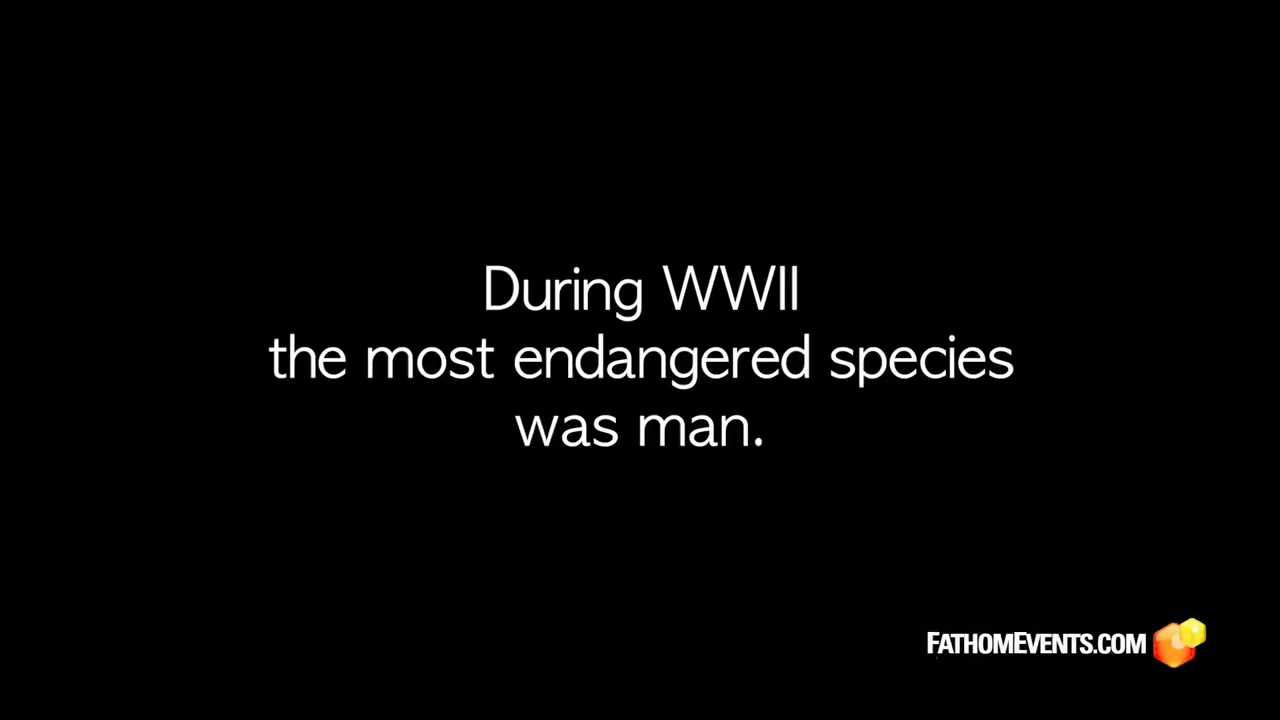 During WWII
the most endangered species
was man.
FATHOMEVENTS.COM